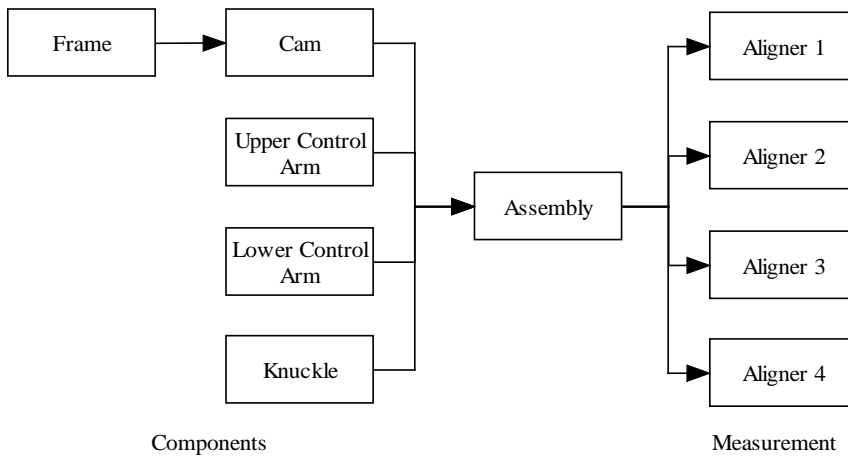 Frame
Cam
Aligner 1
Upper Control
Arm
Aligner 2
Assembly
Lower Control
Arm
Aligner 3
Knuckle
Aligner 4
Components
Measurement